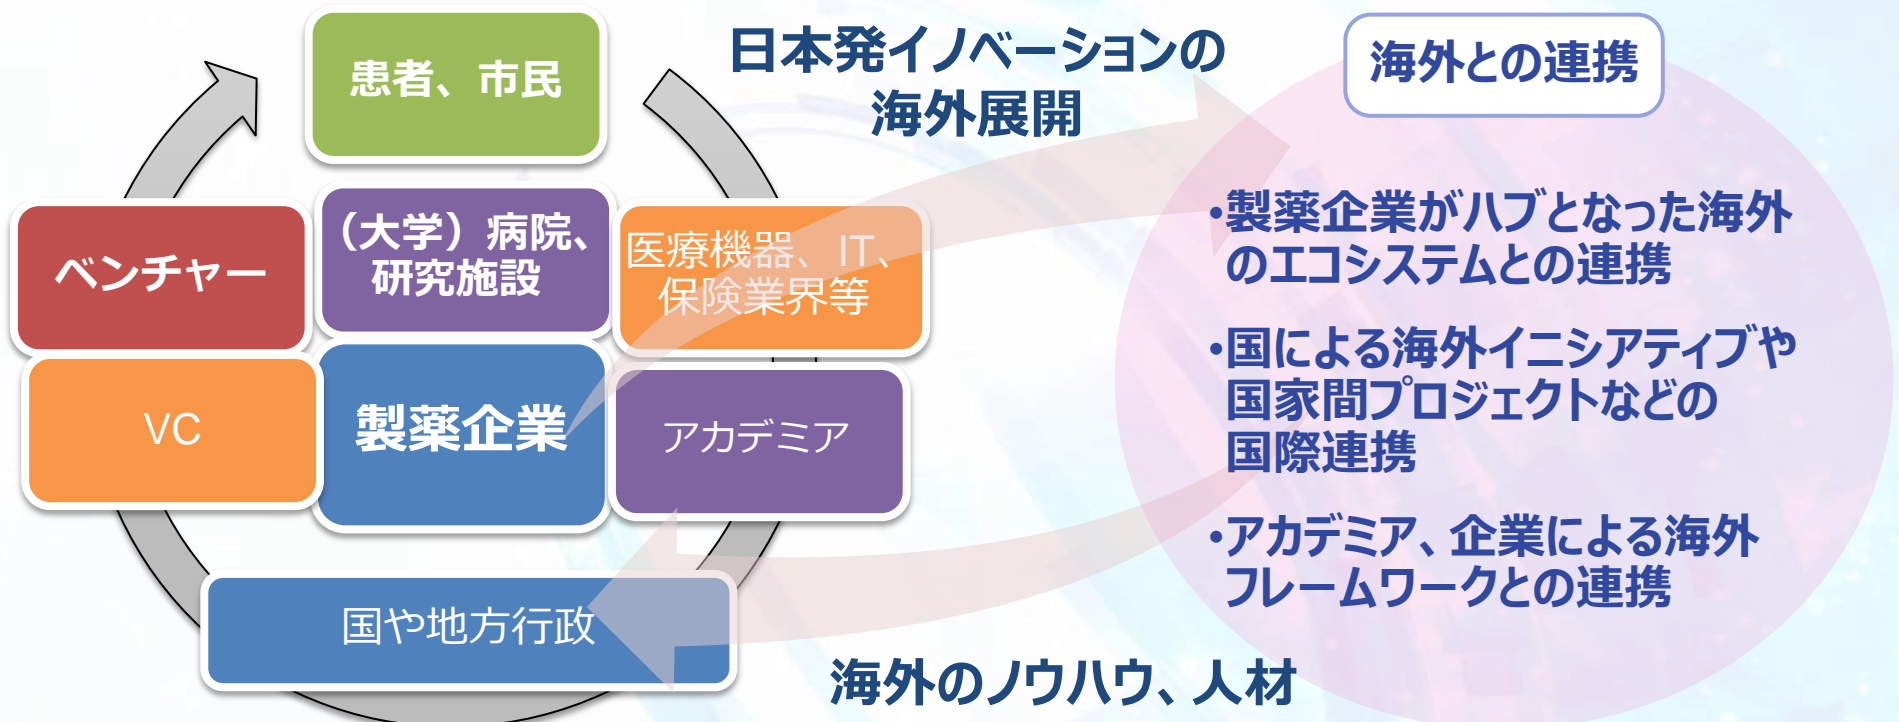 患者、市民
ベンチャー
（大学）病院、
研究施設
医療機器、IT、
保険業界等
VC
製薬企業
アカデミア
国や地方行政
日本発イノベーションの
海外展開
海外のノウハウ、人材
海外との連携
・製薬企業がハブとなった海外
のエコシステムとの連携
・国による海外イニシアティブや
国家間プロジェクトなどの
国際連携
・アカデミア、企業による海外
フレームワークとの連携